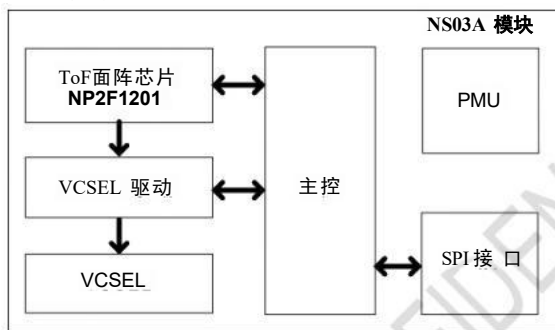 NS03A 模块
ToF面阵芯片
NP2F1201
PMU
VCSEL 驱动
主控
VCSEL
SPI 接 口